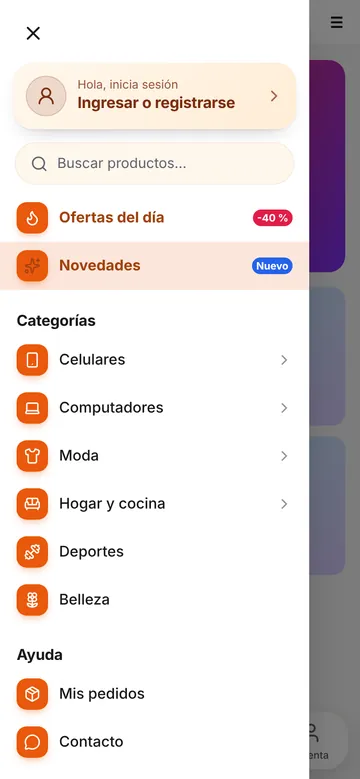 Hola, inicia sesión
Ingresar o registrarse
Buscar productos...
Ofertas del día
-40 %
Novedades
Nuevo
Categorías
Celulares
Computadores
Moda
Hogar y cocina
Deportes
Belleza
Ayuda
Mis pedidos
enta
Contacto